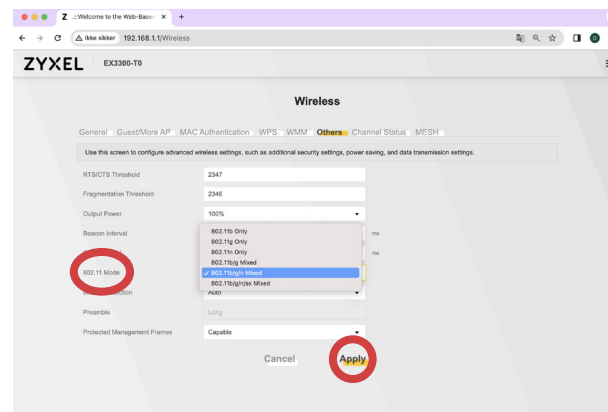 Z .::Welcome to the Web-Based × +
Ikke sikker 192.168.1.1/Wireless
ZYXEL EX3300-T0
Wireless
General Guest/More AP MAC Authentication WPS WMM Others Channel Status MESH
Use this screen to configure advanced wireless settings, such as additional security settings, power saving, and data transmission settings.
RTS/CTS Threshold 2347
Fragmentation Threshold 2346
Output Power 100%
Beacon Interval ms
802.11b Only
802.11g Only
ms
802.11n Only
802.11b/g Mixed
802.11 Mode ✓ 802.11b/g/n Mixed
802.11b/g/n/ax Mixed
Auto
Preamble Long
Protected Management Frames Capable
Cancel Apply